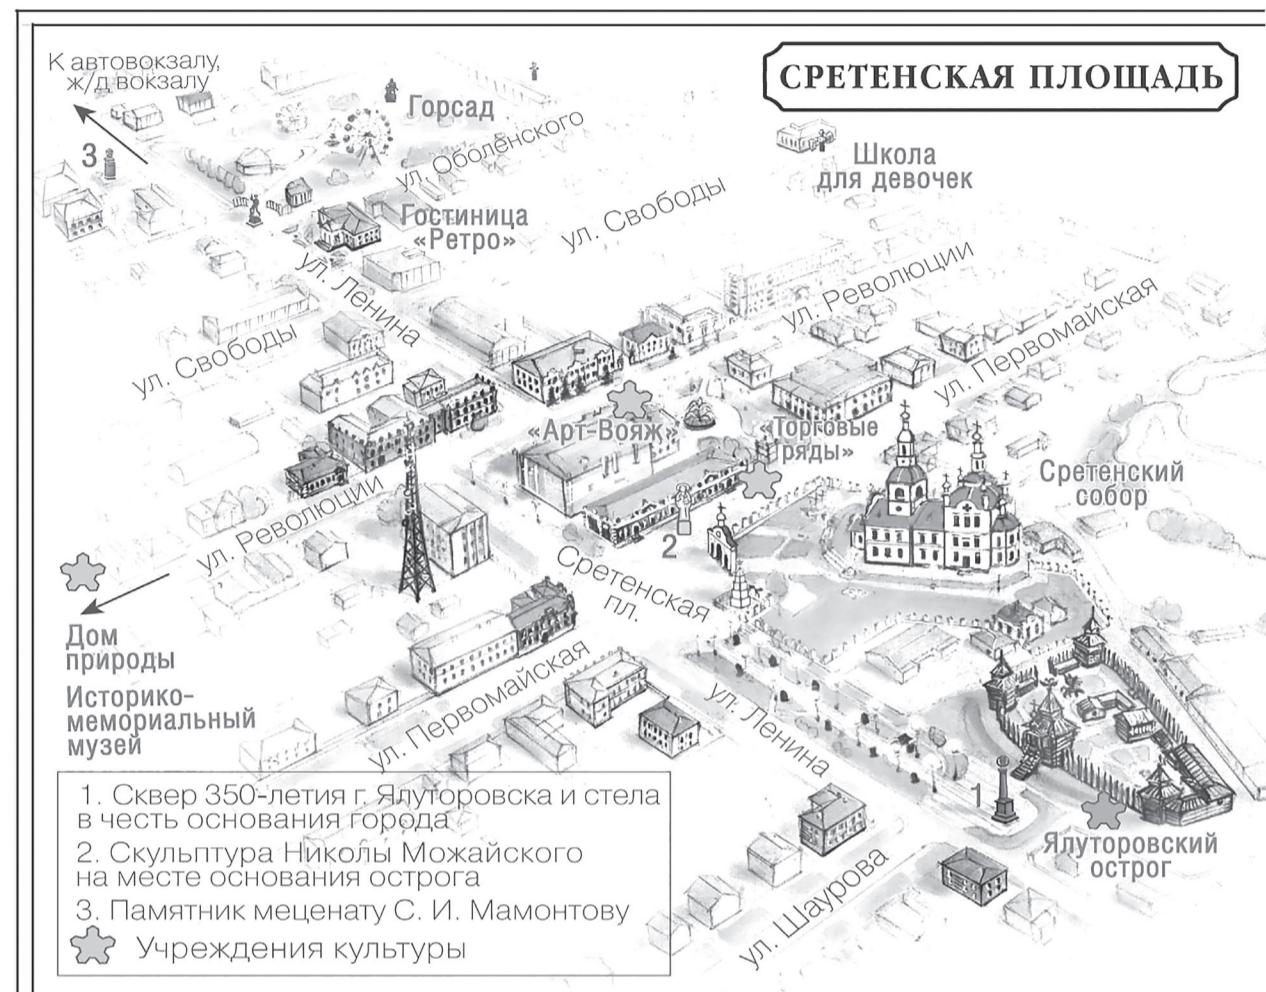 СРЕТЕНСКАЯ ПЛОЩАДЬ
К автовокзалу,
ж/д вокзалу
3
Горсад
ул. Оболенского
Школа
для девочек
Гостиница
«Ретро»
ул. Свободы
ул. Ленина
ул. Революции
ул. Первомайская
ул. Свободы
«Арт-Вояж»
«Торговые
ряды»
Сретенский
собор
ул. Революции
2
Сретенская
пл.
Дом
природы
Историко-
мемориальный
музей
ул. Первомайская
ул. Ленина
1
Ялуторовский
острог
ул. Шаурова
1. Сквер 350-летия г. Ялуторовска и стела
в честь основания города
2. Скульптура Николы Можайского
на месте основания острога
3. Памятник меценату С. И. Мамонтову
Учреждения культуры